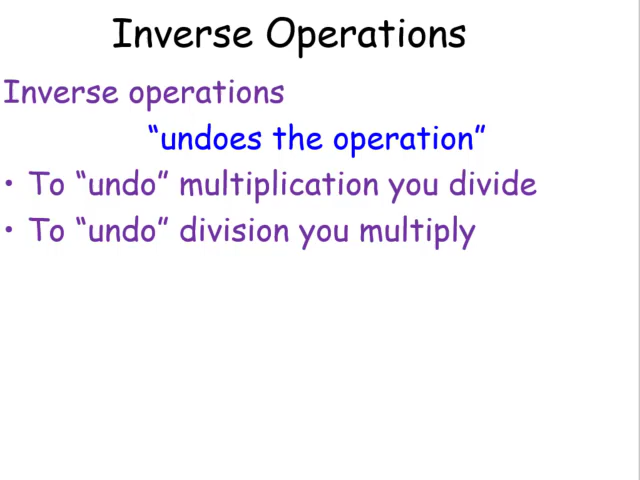 Inverse Operations
Inverse operations
“undoes the operation”
• To “undo” multiplication you divide
• To “undo” division you multiply